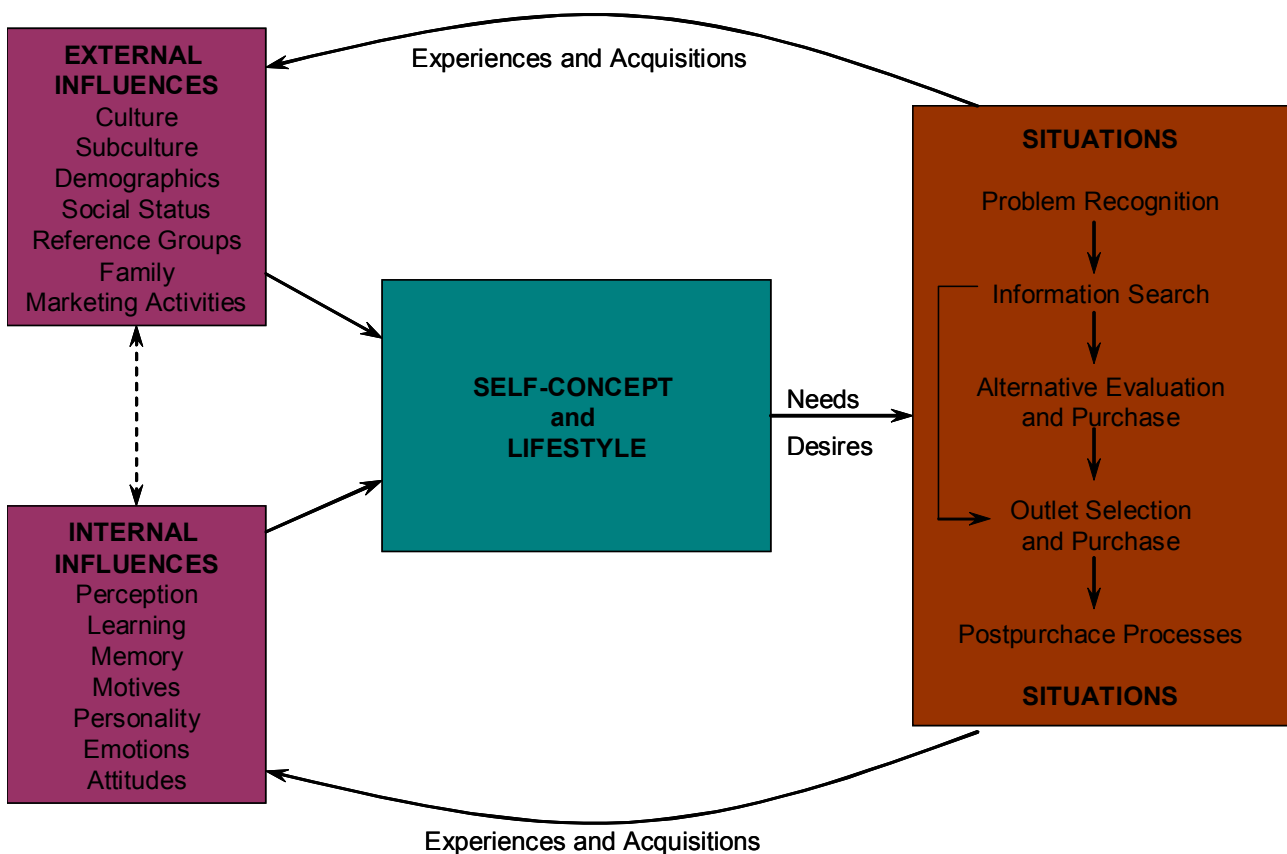 EXTERNAL
INFLUENCES
Culture
Subculture
Demographics
Social Status
Reference Groups
Family
Marketing Activities
Experiences and Acquisitions
INTERNAL
INFLUENCES
Perception
Learning
Memory
Motives
Personality
Emotions
Attitudes
SELF-CONCEPT
and
LIFESTYLE
Needs
Desires
SITUATIONS
Problem Recognition
Information Search
Alternative Evaluation
and Purchase
Outlet Selection
and Purchase
Postpurchace Processes
SITUATIONS
Experiences and Acquisitions